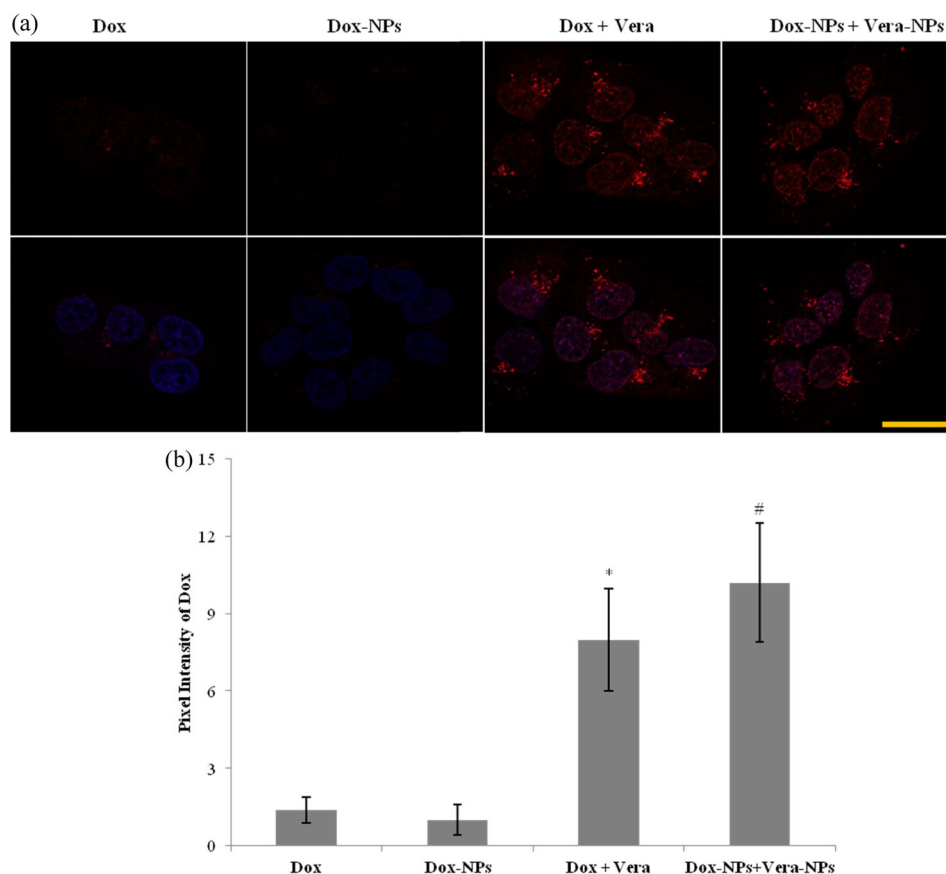 (a)
Dox Dox-NPs Dox + Vera Dox-NPs + Vera-NPs
(b)
15
12
9
6
3
0
Pixel Intensity of Dox
*
#
Dox Dox-NPs Dox + Vera Dox-NPs+Vera-NPs